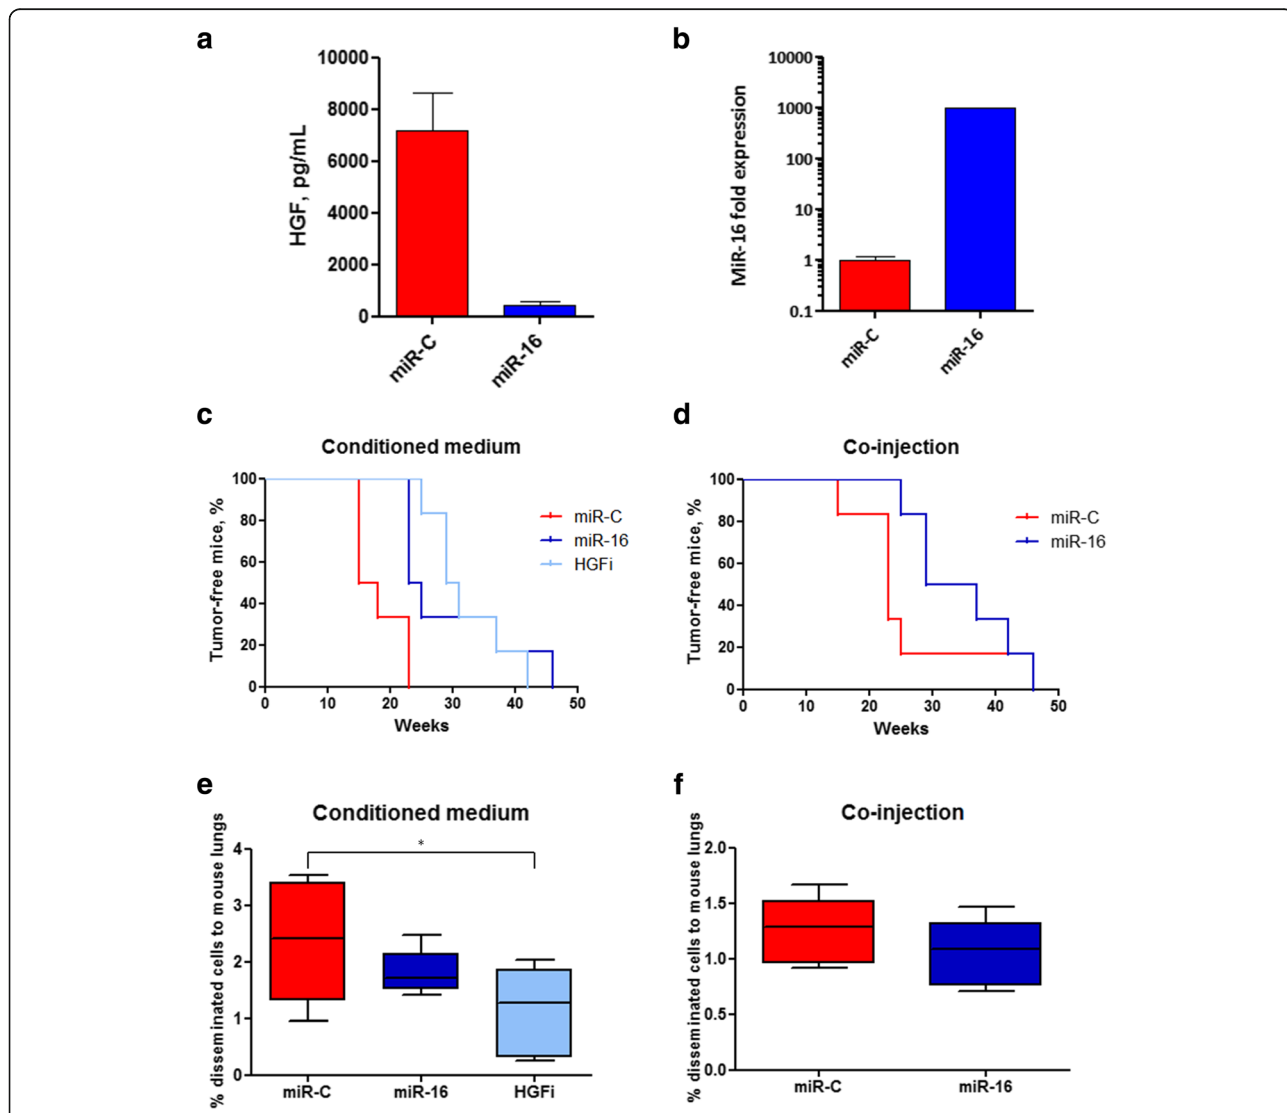 a
HGF, pg/mL
10000
8000
6000
4000
2000
0
miR-C
miR-16
b
MiR-16 fold expression
10000
1000
100
10
1
0.1
miR-C
miR-16
c
Conditioned medium
Tumor-free mice, %
100
80
60
40
20
0
0 10 20 30 40 50
Weeks
miR-C
miR-16
HGFi
d
Co-injection
Tumor-free mice, %
100
80
60
40
20
0
0 10 20 30 40 50
Weeks
miR-C
miR-16
e
Conditioned medium
% disseminated cells to mouse lungs
4
3
2
1
0
*
miR-C miR-16 HGFi
f
Co-injection
% disseminated cells to mouse lungs
2.0
1.5
1.0
0.5
0.0
miR-C miR-16